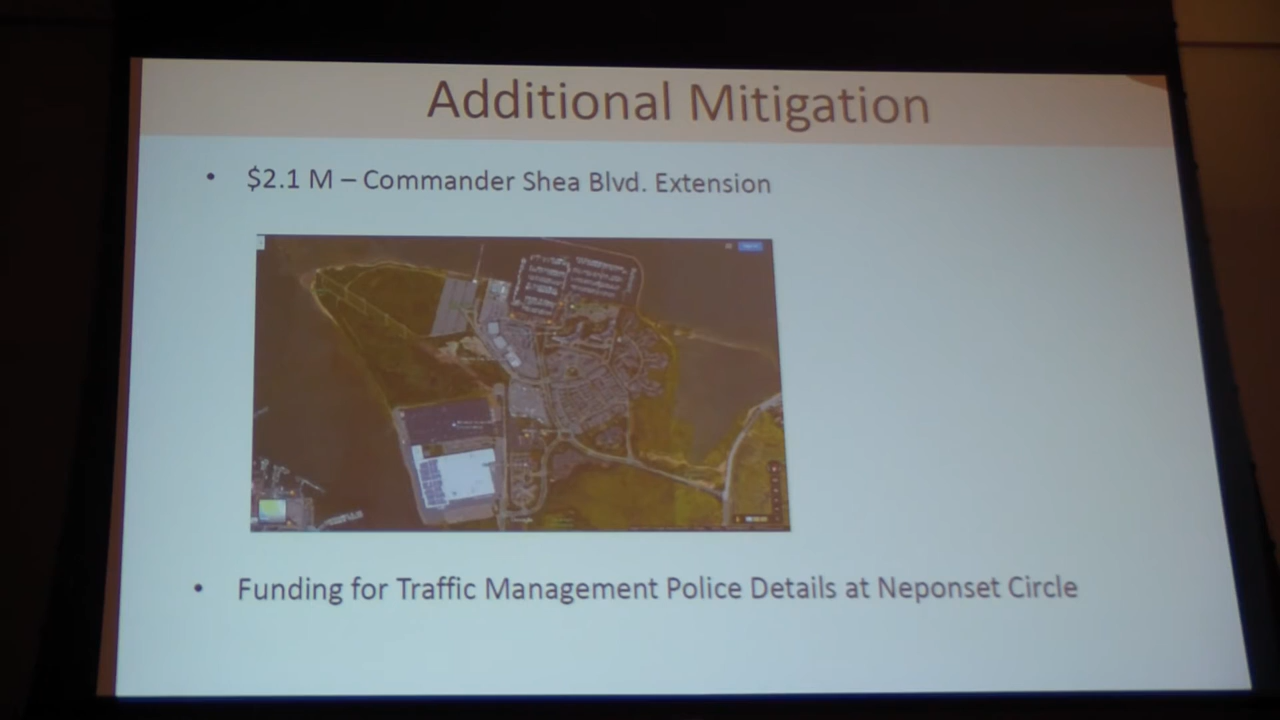 Additional Mitigation
• $2.1 M – Commander Shea Blvd. Extension
• Funding for Traffic Management Police Details at Neponset Circle